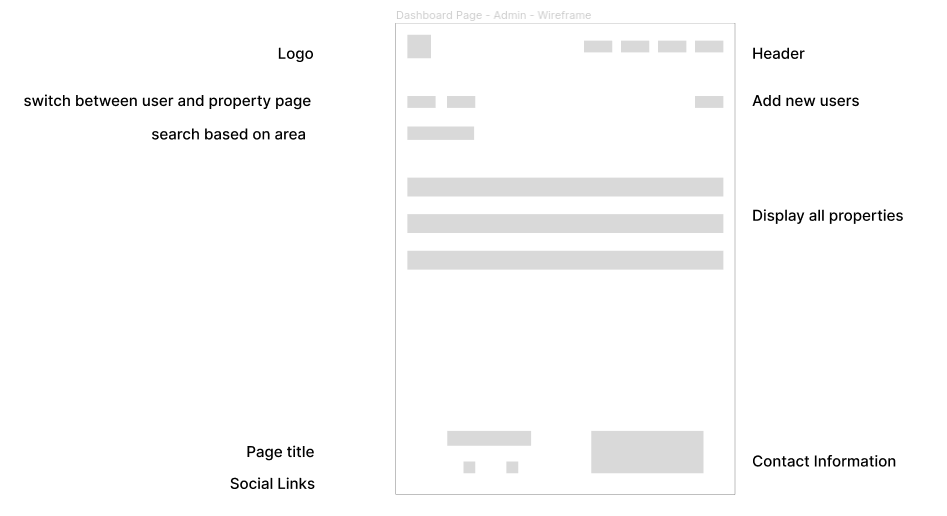 Dashboard Page - Admin - Wireframe
Logo
Header
switch between user and property page
Add new users
search based on area
Display all properties
Page title
Contact Information
Social Links